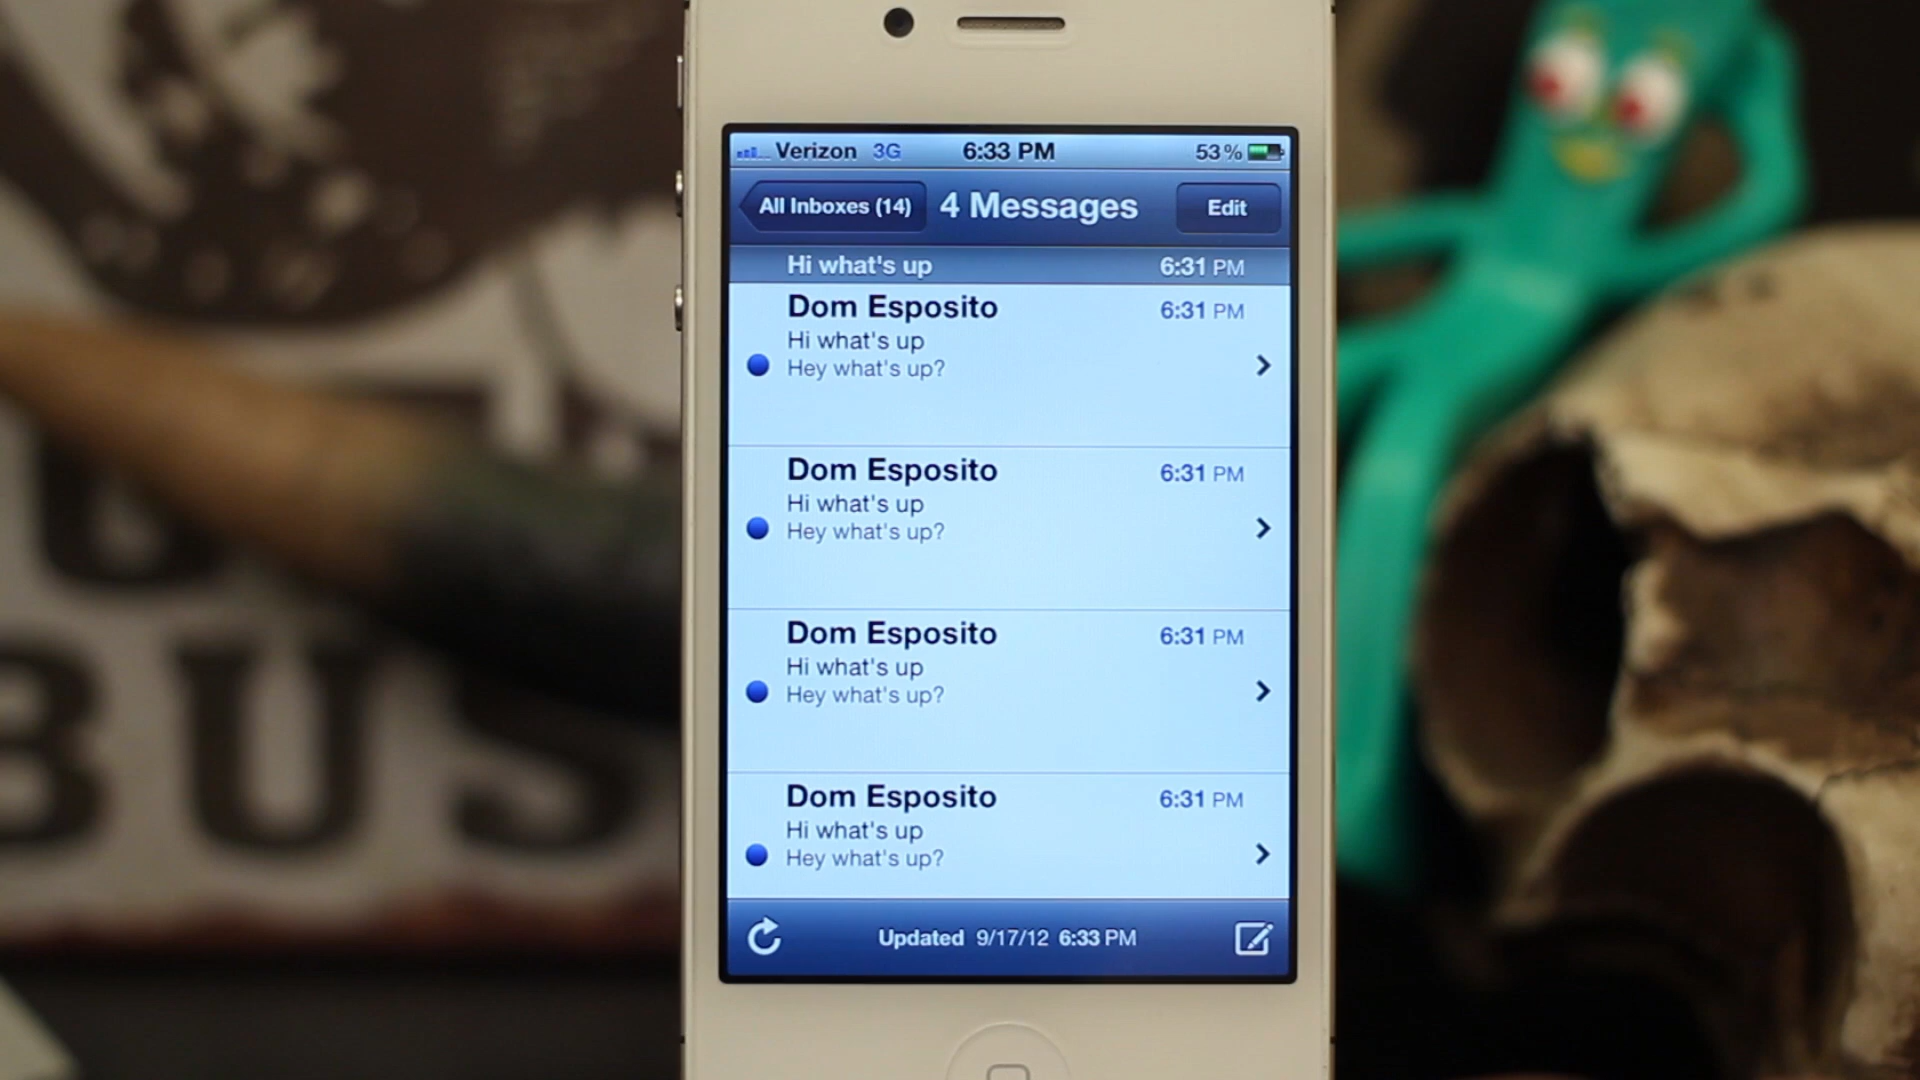 Verizon 3G 6:33 PM 53%
All Inboxes (14) 4 Messages Edit
Hi what's up 6:31 PM
Dom Esposito 6:31 PM
Hi what's up
Hey what's up?
Dom Esposito 6:31 PM
Hi what's up
Hey what's up?
Dom Esposito 6:31 PM
Hi what's up
Hey what's up?
Dom Esposito 6:31 PM
Hi what's up
Hey what's up?
Updated 9/17/12 6:33 PM
BUS